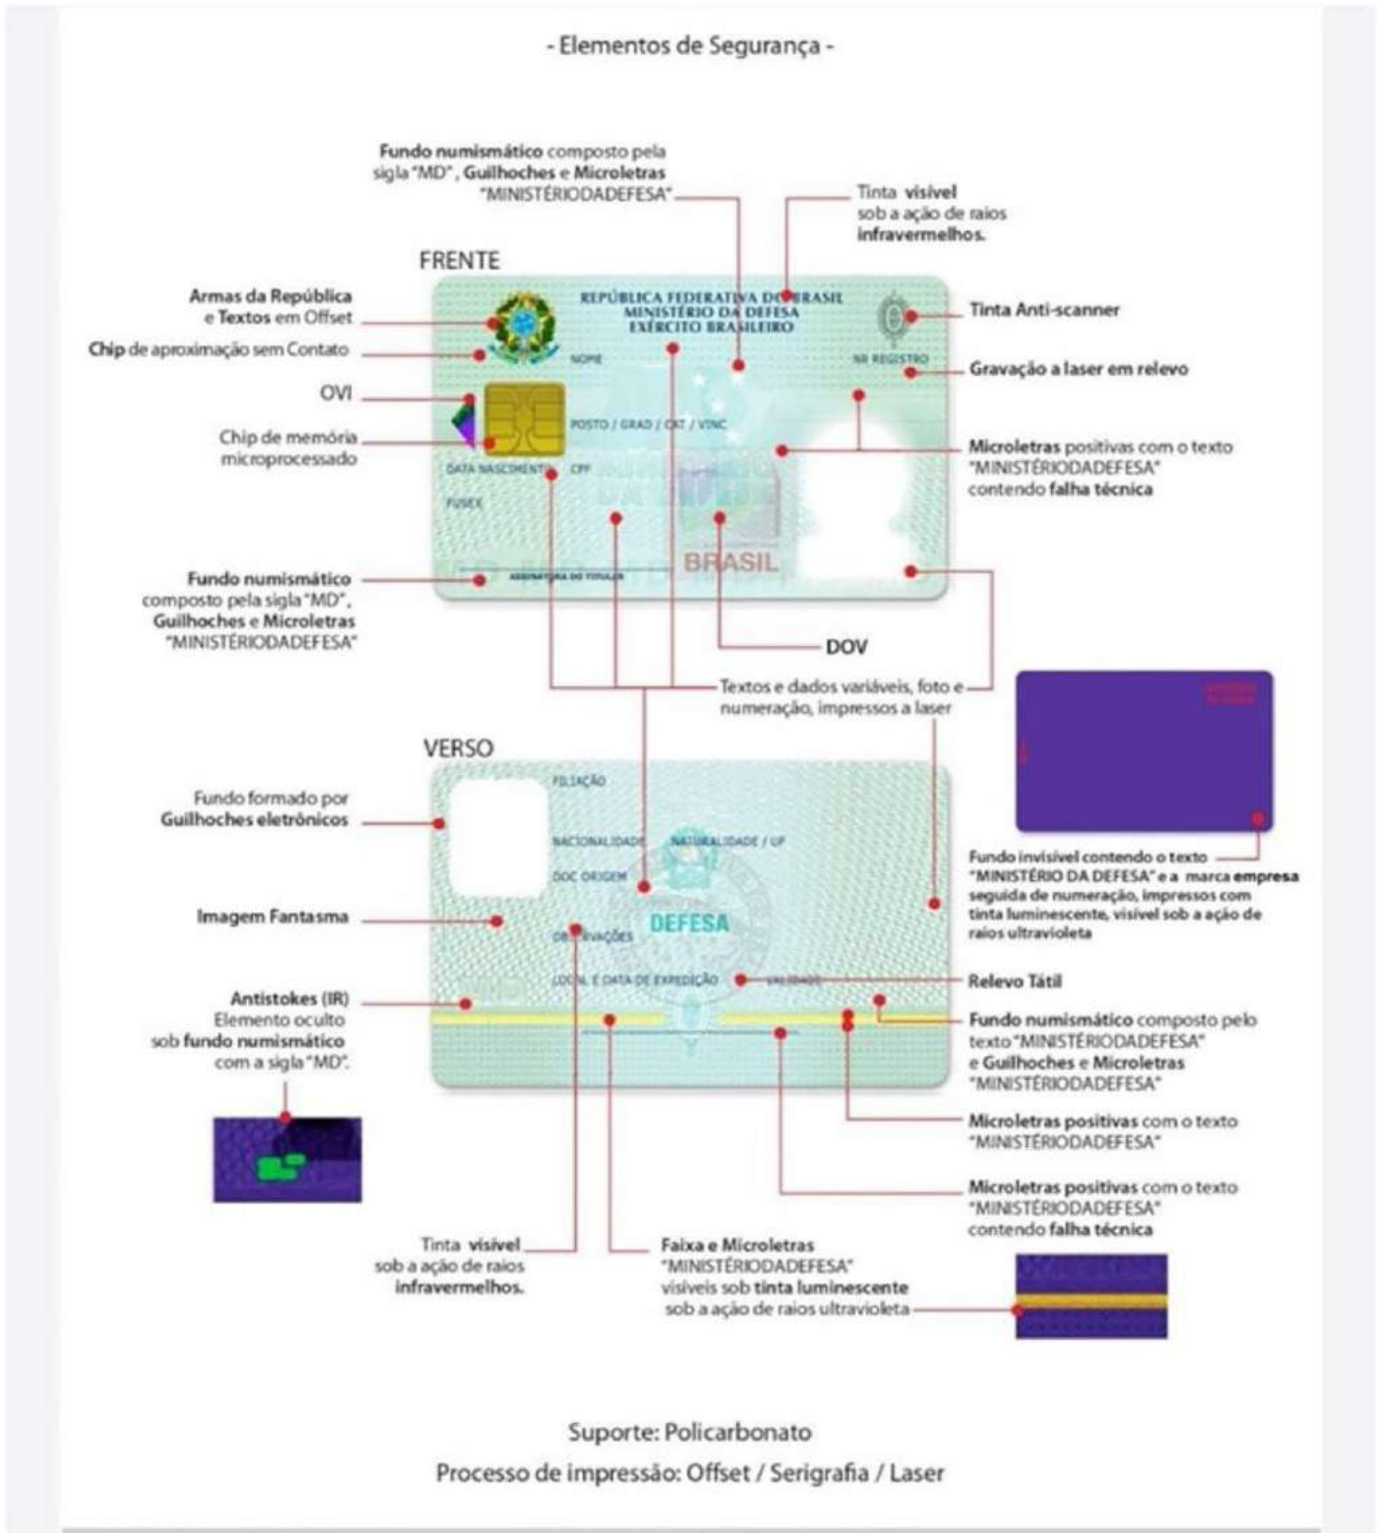 - Elementos de Segurança -
Fundo numismático composto pela
sigla "MD", Guilhoches e Microletras
"MINISTÉRIODADEFESA"
Tinta visível
sob a ação de raios
infravermelhos.
FRENTE
Armas da República
e Textos em Offset
Chip de aproximação sem Contato
OVI
Chip de memória
microprocessado
Fundo numismático
composto pela sigla "MD",
Guilhoches e Microletras
"MINISTÉRIODADEFESA"
REPÚBLICA FEDERATIVA DO BRASIL
MINISTÉRIO DA DEFESA
EXÉRCITO BRASILEIRO
NOME
NR REGISTRO
POSTO / GRAD / CAT / VINC
DATA NASCIMENTO
CPF
FUSEX
BRASIL
ASSINATURA DO TITULAR
Tinta Anti-scanner
Gravação a laser em relevo
Microletras positivas com o texto
"MINISTÉRIODADEFESA"
contendo falha técnica
DOV
Textos e dados variáveis, foto e
numeração, impressos a laser
VERSO
Fundo formado por
Guilhoches eletrônicos
Imagem Fantasma
Antistokes (IR)
Elemento oculto
sob fundo numismático
com a sigla "MD".
FILIAÇÃO
NACIONALIDADE
NATURALIDADE / UF
DOC ORIGEM
DEFESA
OBSERVAÇÕES
LOCAL E DATA DE EXPEDIÇÃO
VALIDADE
Fundo invisível contendo o texto
"MINISTÉRIO DA DEFESA" e a marca empresa
seguida de numeração, impressos com
tinta luminescente, visível sob a ação de
raios ultravioleta
Relevo Tátil
Fundo numismático composto pelo
texto "MINISTÉRIODADEFESA"
e Guilhoches e Microletras
"MINISTÉRIODADEFESA"
Microletras positivas com o texto
"MINISTÉRIODADEFESA"
Microletras positivas com o texto
"MINISTÉRIODADEFESA"
contendo falha técnica
Tinta visível
sob a ação de raios
infravermelhos.
Faixa e Microletras
"MINISTÉRIODADEFESA"
visíveis sob tinta luminescente
sob a ação de raios ultravioleta
Suporte: Policarbonato
Processo de impressão: Offset / Serigrafia / Laser